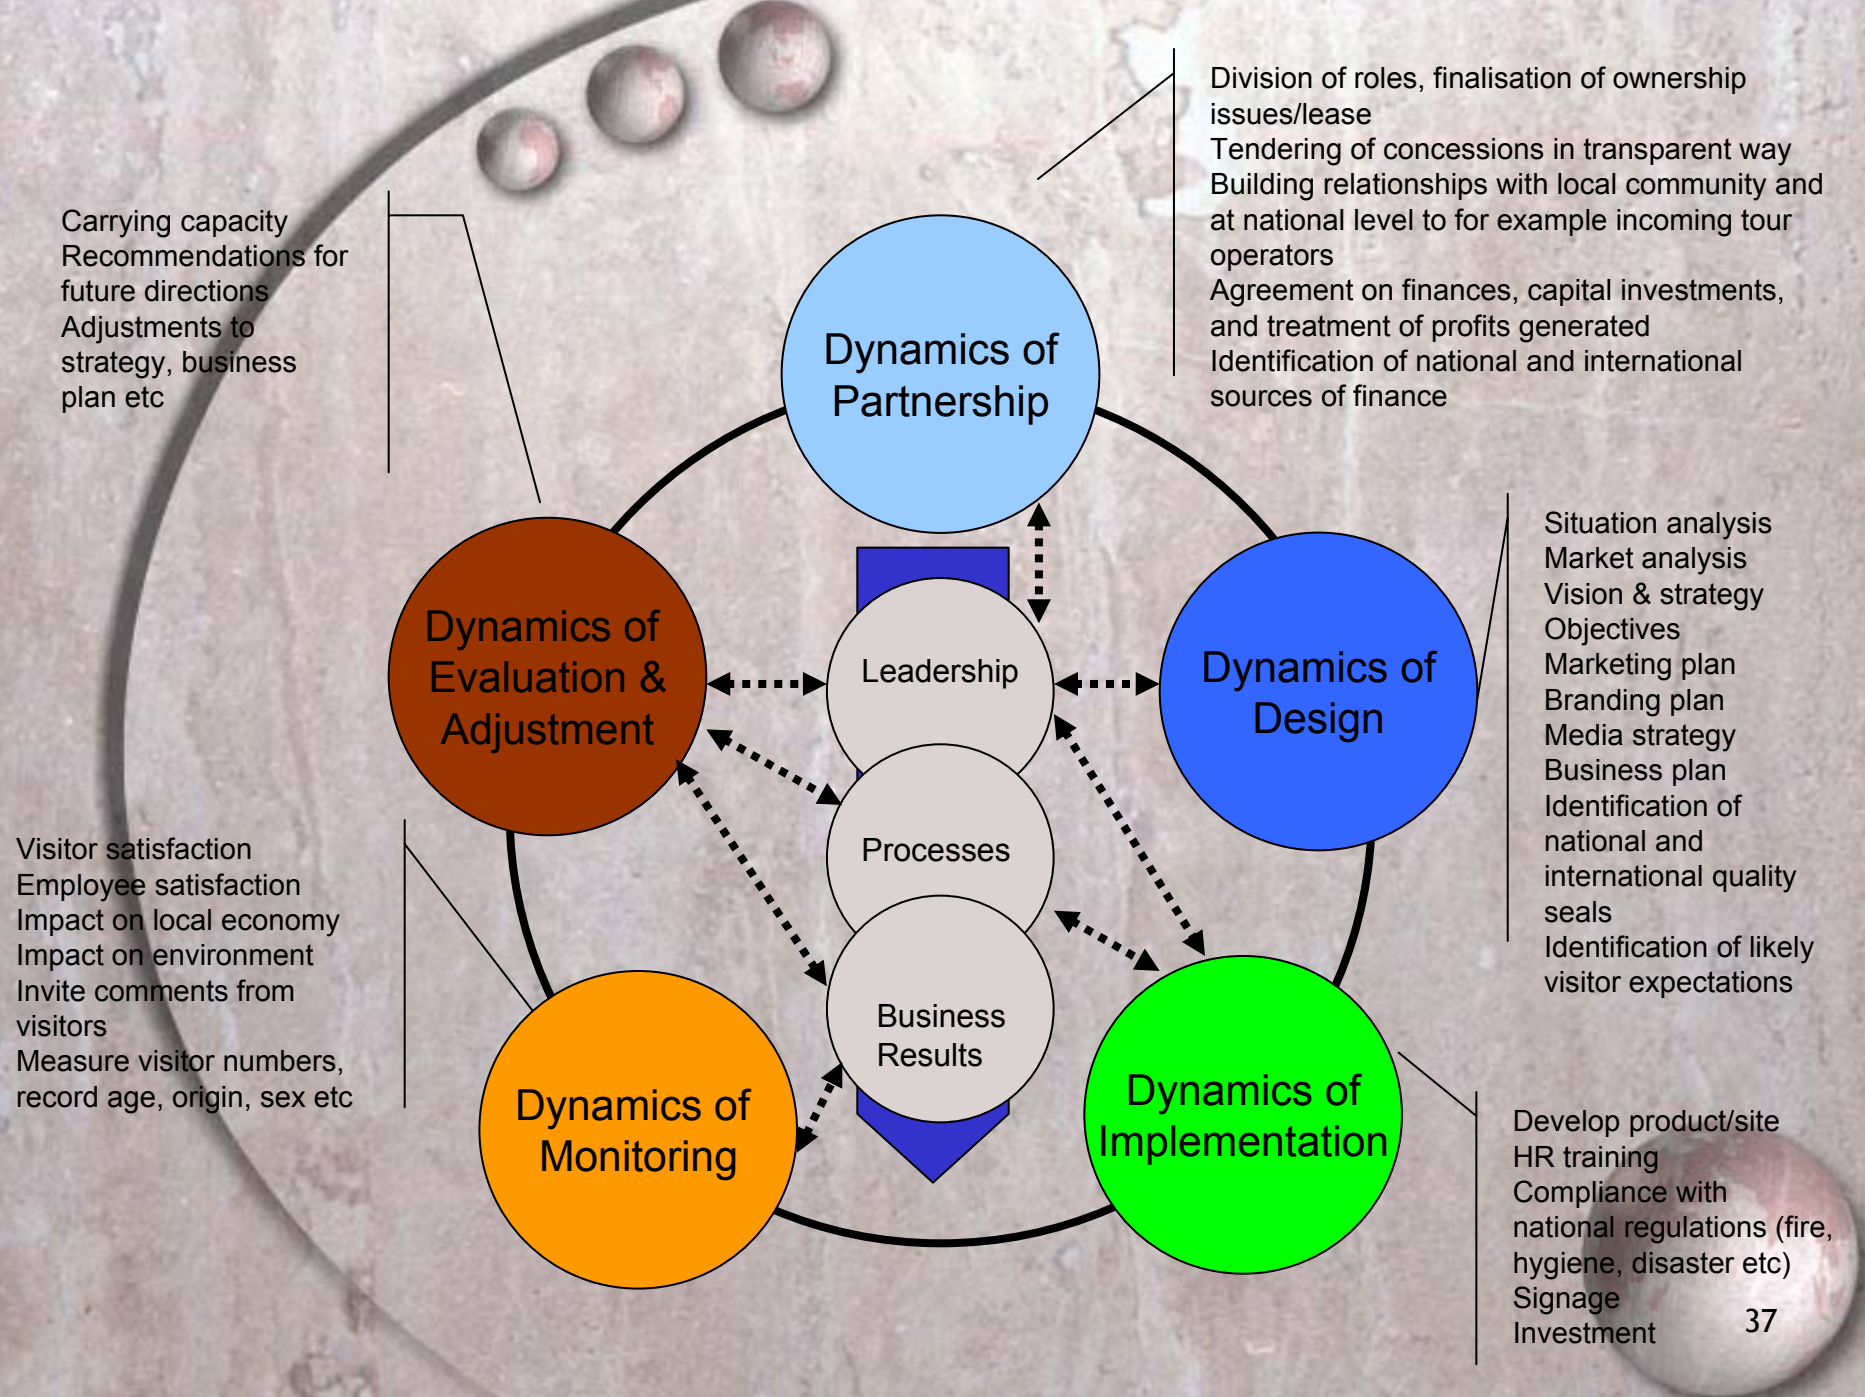 Division of roles, finalisation of ownership
issues/lease
Tendering of concessions in transparent way
Building relationships with local community and
at national level to for example incoming tour
operators
Agreement on finances, capital investments,
and treatment of profits generated
Identification of national and international
sources of finance
Carrying capacity
Recommendations for
future directions
Adjustments to
strategy, business
plan etc
Dynamics of
Partnership
Situation analysis
Market analysis
Vision & strategy
Objectives
Marketing plan
Branding plan
Media strategy
Business plan
Identification of
national and
international quality
seals
Identification of likely
visitor expectations
Dynamics of
Evaluation &
Adjustment
Leadership
Dynamics of
Design
Processes
Visitor satisfaction
Employee satisfaction
Impact on local economy
Impact on environment
Invite comments from
visitors
Measure visitor numbers,
record age, origin, sex etc
Business
Results
Dynamics of
Monitoring
Dynamics of
Implementation
Develop product/site
HR training
Compliance with
national regulations (fire,
hygiene, disaster etc)
Signage
Investment
37